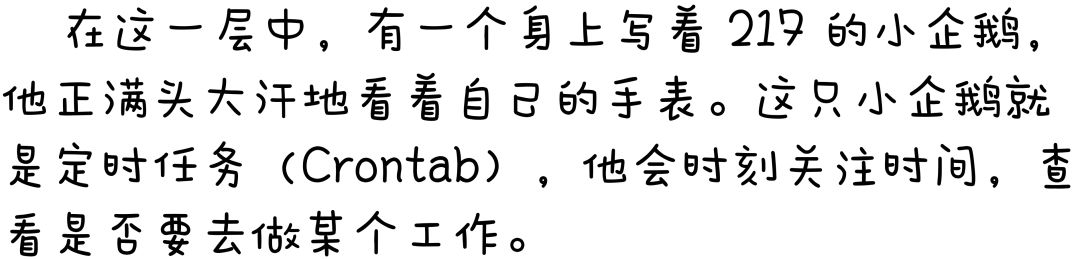 在这一层中，有一个身上写着 217 的小企鹅，
他正满头大汗地看着自己的手表。这只小企鹅就
是定时任务（Crontab），他会时刻关注时间，查
看是否要去做某个工作。